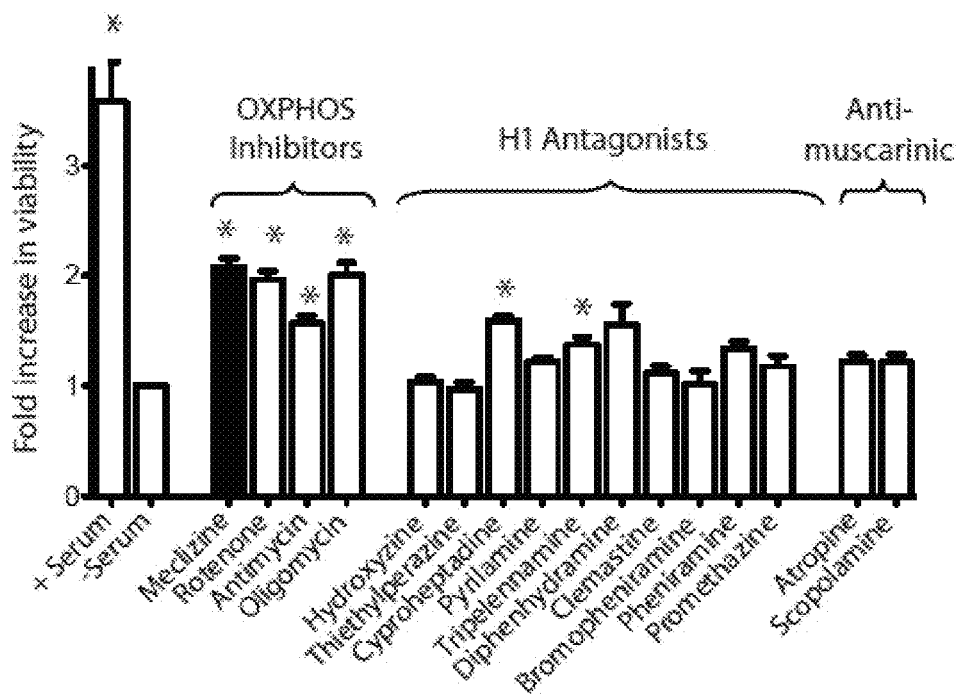 *
OXPHOS
Inhibitors
H1 Antagonists
Anti-
muscarinic
* * * *
* *
Fold increase in viability
3
2
1
0
+ Serum
-Serum
Meclizine
Rotenone
Antimycin
Oligomycin
Hydroxyzine
Thiethylperazine
Cyproheptadine
Pyrilamine
Tripelennamine
Diphenhydramine
Clemastine
Bromopheniramine
Pheniramine
Promethazine
Atropine
Scopolamine